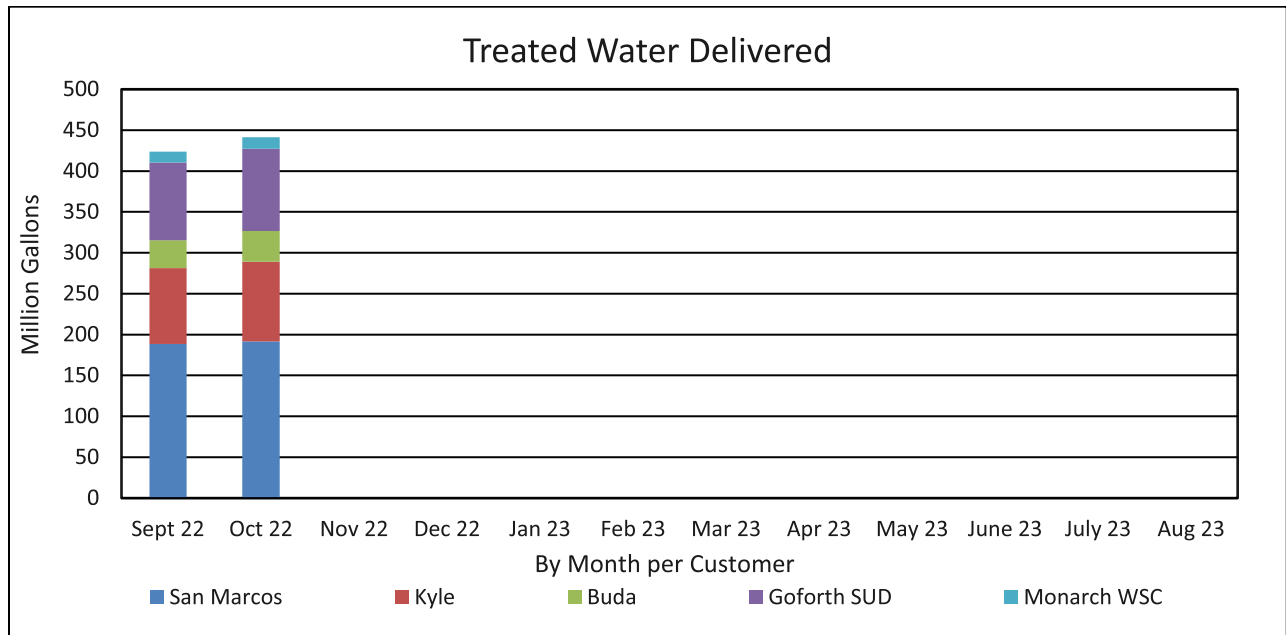 Treated Water Delivered
500
450
400
350
300
250
200
150
100
50
0
Million Gallons
Sept 22 Oct 22 Nov 22 Dec 22 Jan 23 Feb 23 Mar 23 Apr 23 May 23 June 23 July 23 Aug 23
By Month per Customer
San Marcos Kyle Buda Goforth SUD Monarch WSC